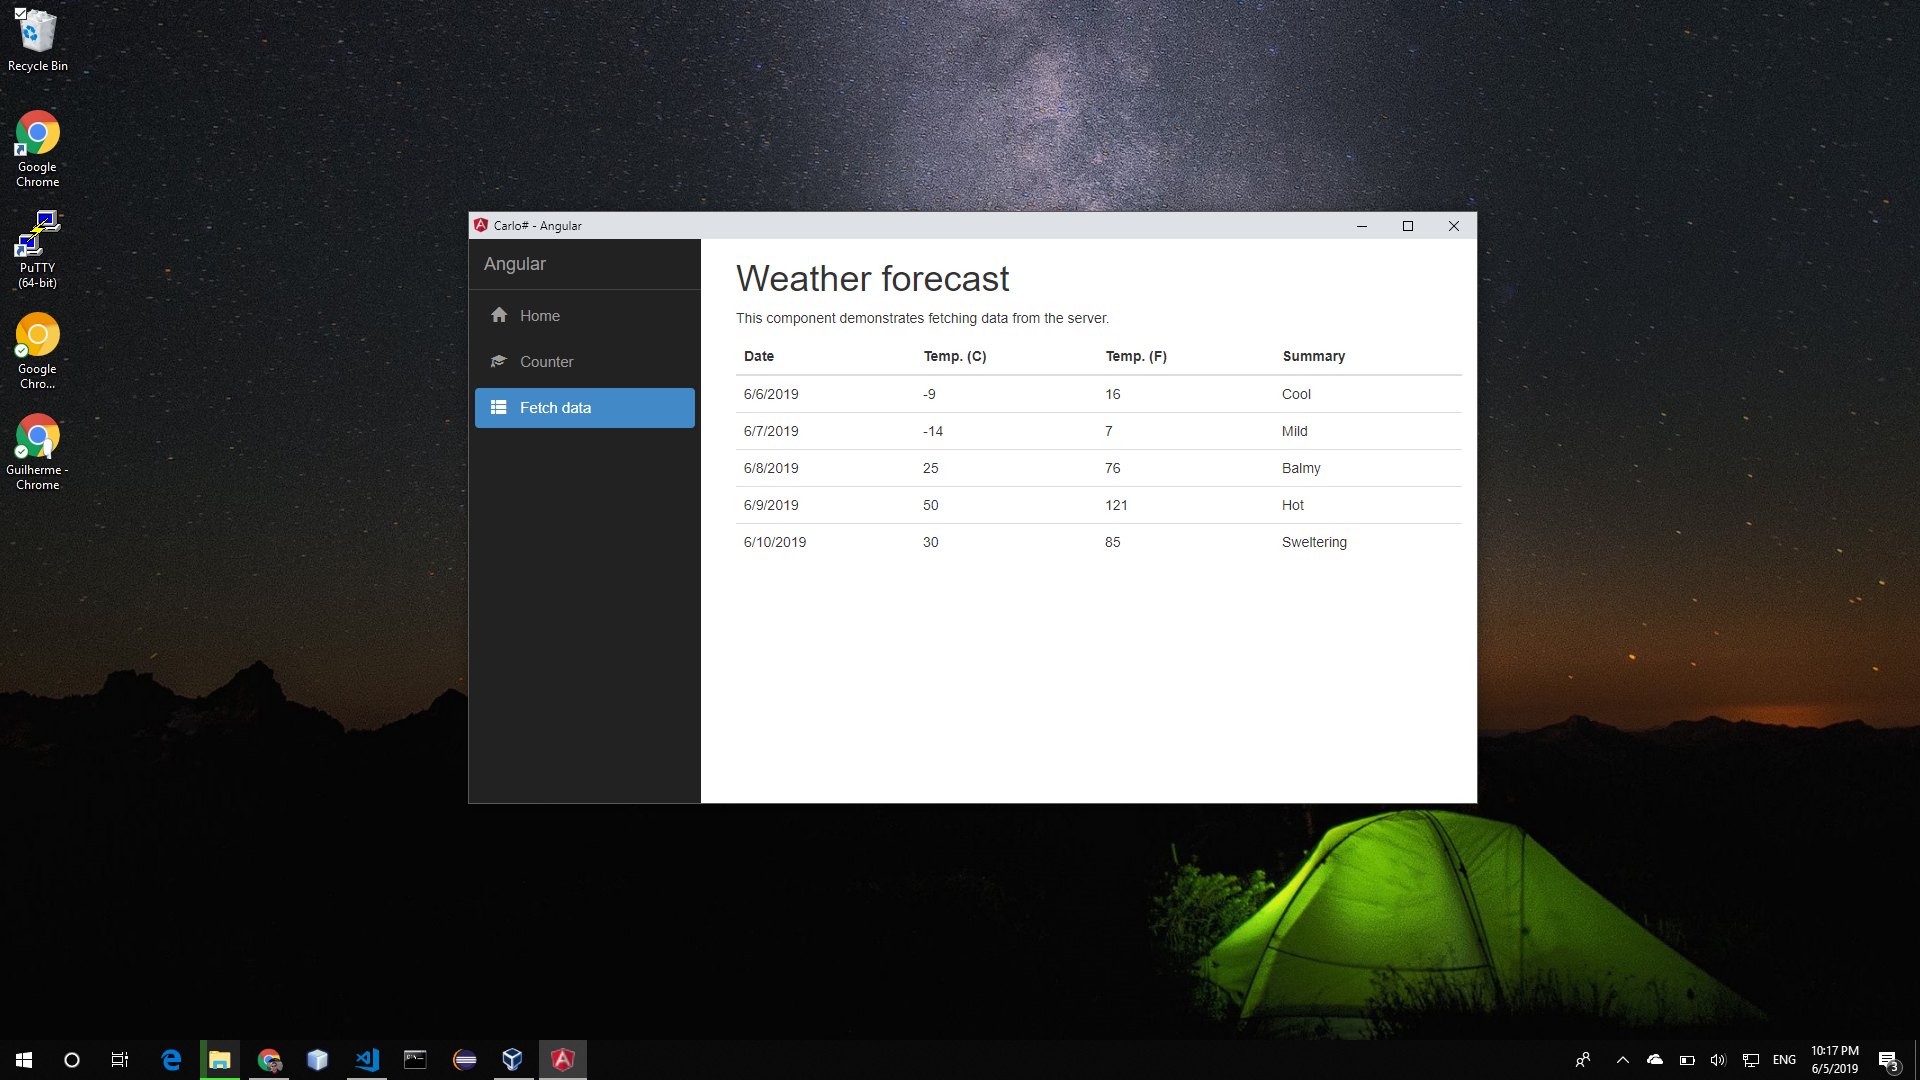 Recycle Bin
Google
Chrome
PuTTY
(64-bit)
Google
Chro...
Guilherme -
Chrome
Carlo# - Angular
Angular
Home
Counter
Fetch data
Weather forecast
This component demonstrates fetching data from the server.
Date Temp. (C) Temp. (F) Summary
6/6/2019 -9 16 Cool
6/7/2019 -14 7 Mild
6/8/2019 25 76 Balmy
6/9/2019 50 121 Hot
6/10/2019 30 85 Sweltering
ENG
10:17 PM
6/5/2019
3